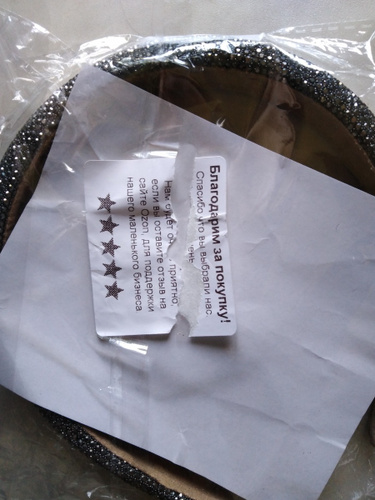 Благодарим за покупку!
Спасибо что вы выбрали нас.
Нам приятно,
если вы оставите отзыв на
сайте Ozon, для поддержки
нашего маленького бизнеса